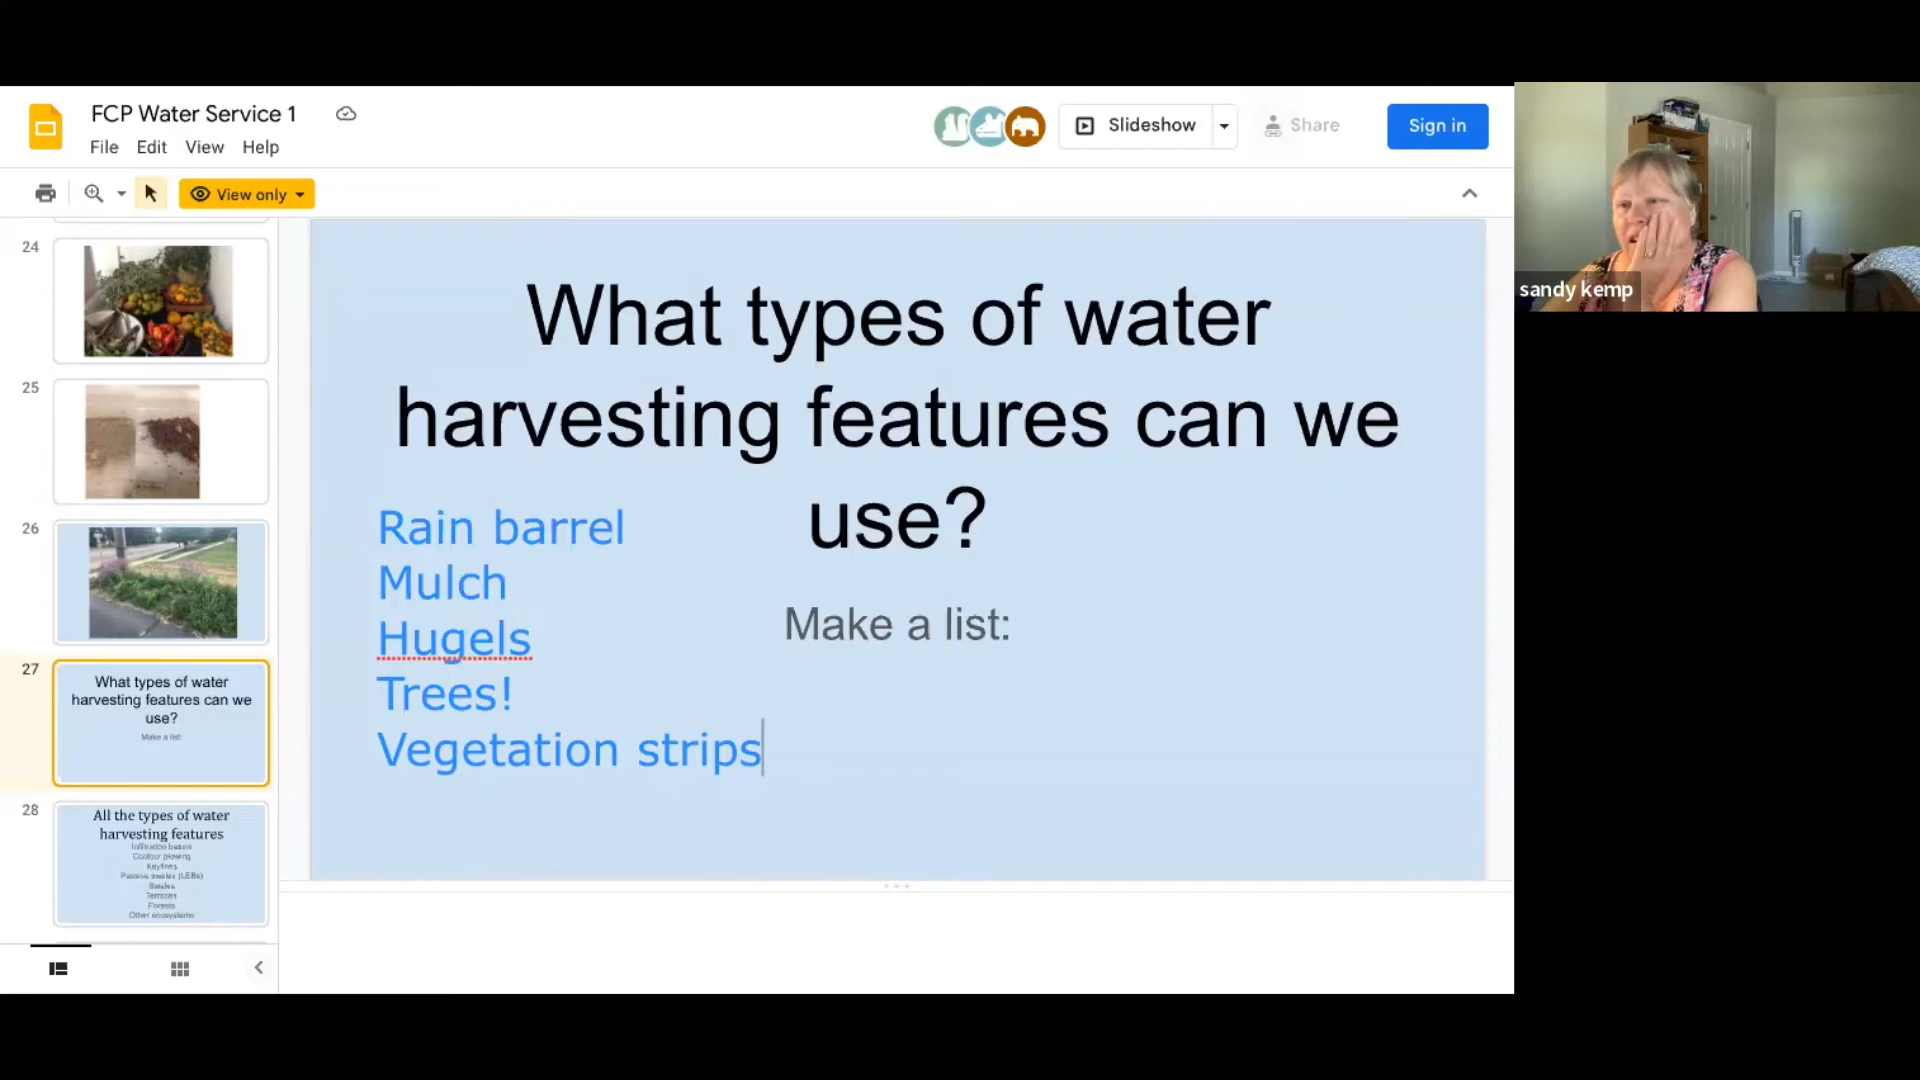 FCP Water Service 1
File Edit View Help
Slideshow
Share
Sign in
View only
24
25
26
27
What types of water
harvesting features can we
use?
Make a list:
28
All the types of water
harvesting features
Infiltration basins
Contour plowing
Keylines
Passive swales (LEBs)
Swales
Terraces
Forests
Other ecosystems
What types of water
harvesting features can we
use?
Make a list:
Rain barrel
Mulch
Hugels
Trees!
Vegetation strips
sandy kemp